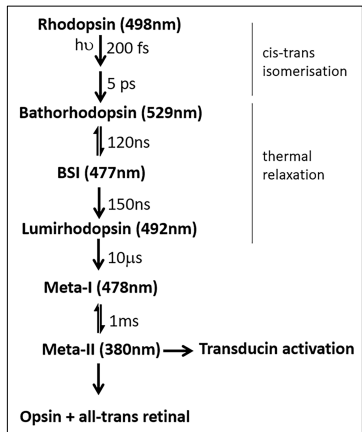 Rhodopsin (498nm)
hυ 200 fs
cis-trans
isomerisation
5 ps
Bathorhodopsin (529nm)
120ns
thermal
relaxation
BSI (477nm)
150ns
Lumirhodopsin (492nm)
10μs
Meta-I (478nm)
1ms
Meta-II (380nm) Transducin activation
Opsin + all-trans retinal